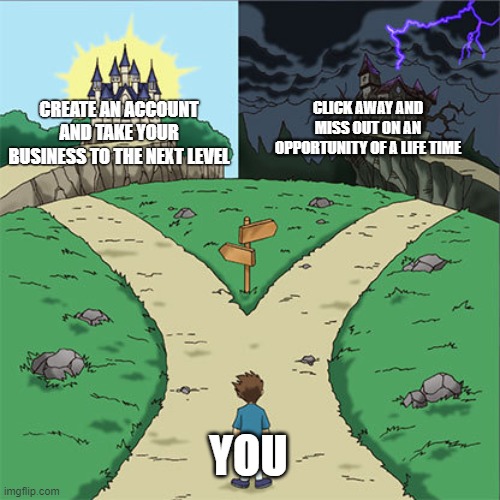 CREATE AN ACCOUNT
AND TAKE YOUR
BUSINESS TO THE NEXT LEVEL
CLICK AWAY AND
MISS OUT ON AN
OPPORTUNITY OF A LIFE TIME
YOU
imgflip.com